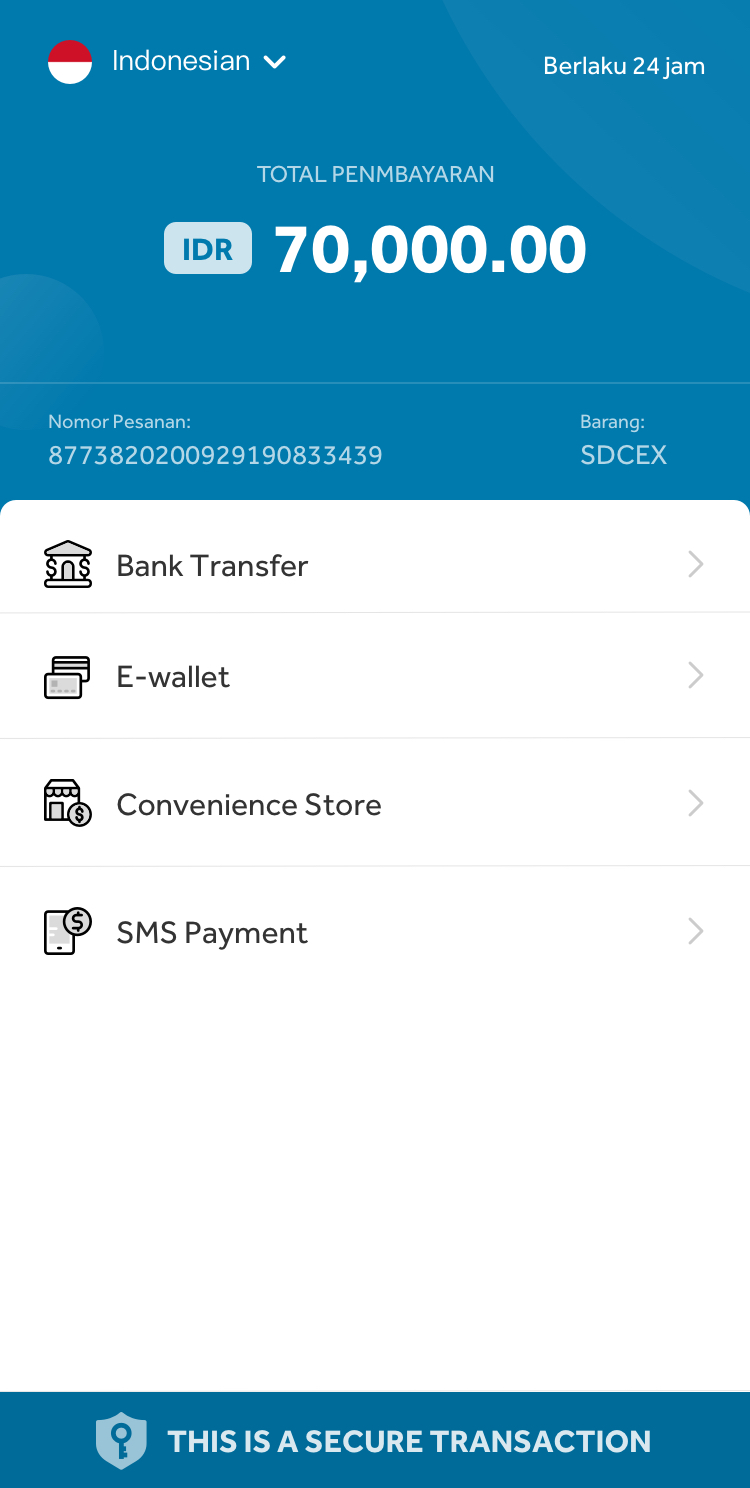 Indonesian
Berlaku 24 jam
TOTAL PENMBAYARAN
IDR 70,000.00
Nomor Pesanan:
Barang:
8773820200929190833439
SDCEX
Bank Transfer
E-wallet
Convenience Store
SMS Payment
THIS IS A SECURE TRANSACTION